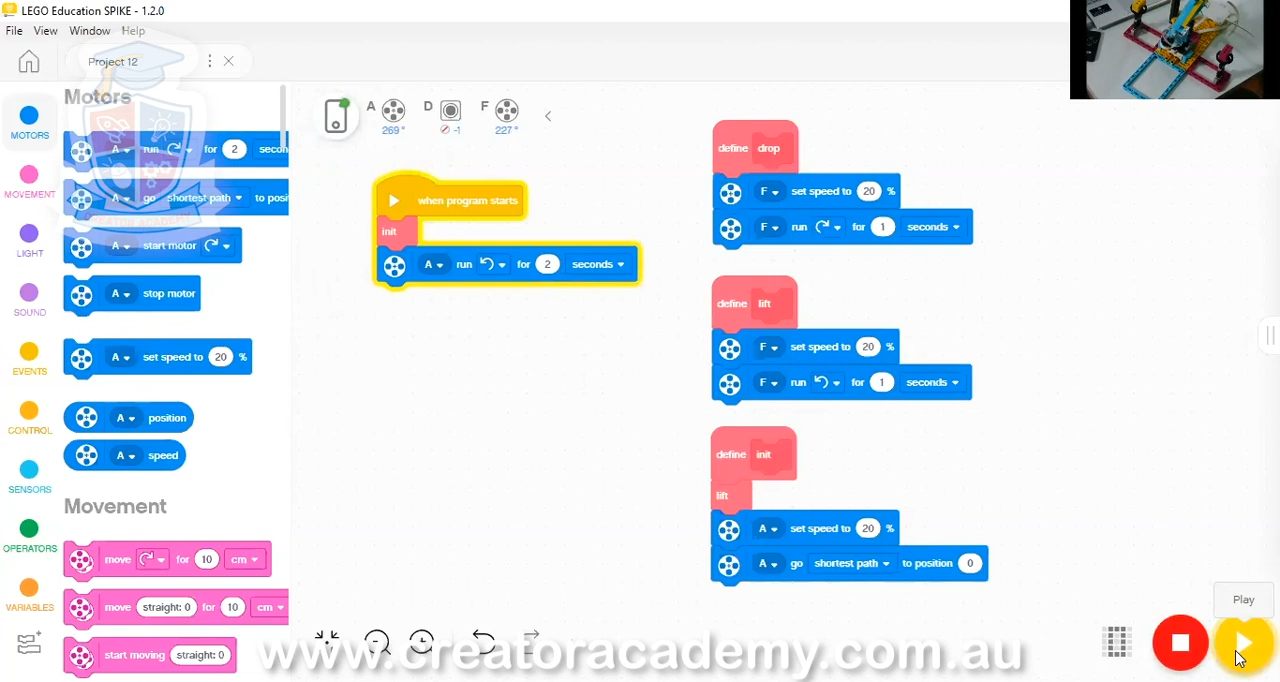 LEGO Education SPIKE - 1.2.0
File View Window Help
Project 12
Motors
MOTORS
MOVEMENT
LIGHT
SOUND
EVENTS
CONTROL
SENSORS
OPERATORS
VARIABLES
A run for 2 secon
A go shortest path to posi
A start motor
A stop motor
A set speed to 20 %
A position
A speed
Movement
move for 10 cm
move straight: 0 for 10 cm
start moving straight: 0
CREATOR ACADEMY
A D F
269° -1 227°
when program starts
init
A run for 2 seconds
define drop
F set speed to 20 %
F run for 1 seconds
define lift
F set speed to 20 %
F run for 1 seconds
define init
lift
A set speed to 20 %
A go shortest path to position 0
Play
www.creatoracademy.com.au